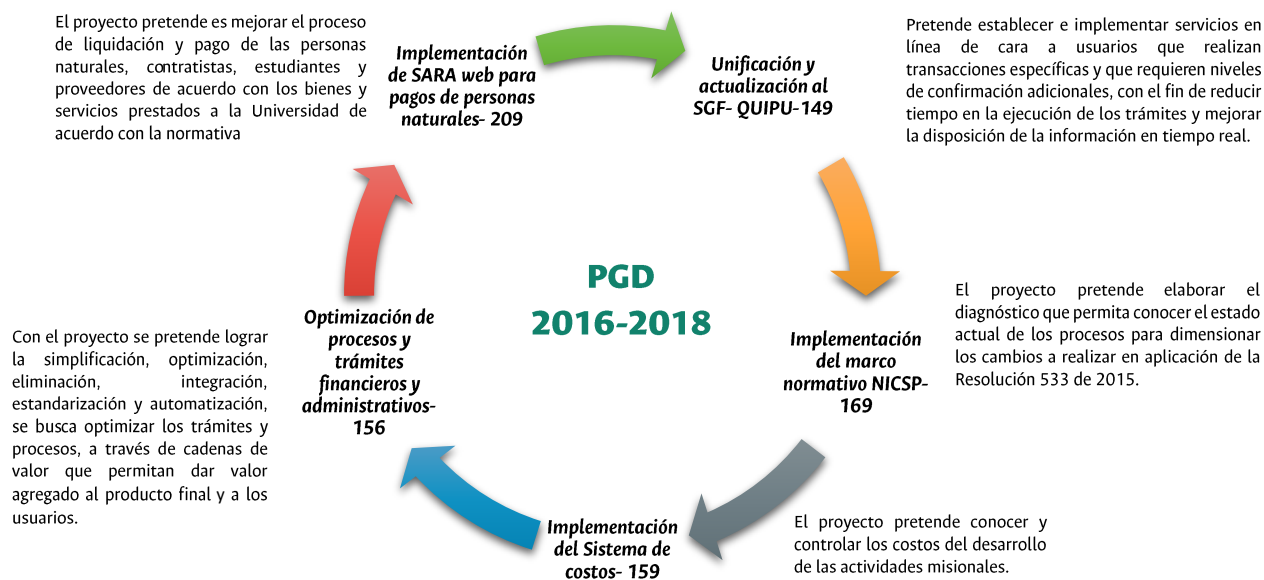 El proyecto pretende es mejorar el proceso
de liquidación y pago de las personas
naturales, contratistas, estudiantes y
proveedores de acuerdo con los bienes y
servicios prestados a la Universidad de
acuerdo con la normativa
Implementación
de SARA web para
pagos de personas
naturales- 209
Unificación y
actualización al
SGF- QUIPU-149
Pretende establecer e implementar servicios en
línea de cara a usuarios que realizan
transacciones específicas y que requieren niveles
de confirmación adicionales, con el fin de reducir
tiempo en la ejecución de los trámites y mejorar
la disposición de la información en tiempo real.
PGD
2016-2018
Implementación
del marco
normativo NICSP-
169
El proyecto pretende elaborar el
diagnóstico que permita conocer el estado
actual de los procesos para dimensionar
los cambios a realizar en aplicación de la
Resolución 533 de 2015.
Implementación
del Sistema de
costos- 159
El proyecto pretende conocer y
controlar los costos del desarrollo
de las actividades misionales.
Optimización de
procesos y
trámites
financieros y
administrativos-
156
Con el proyecto se pretende lograr
la simplificación, optimización,
eliminación, integración,
estandarización y automatización,
se busca optimizar los trámites y
procesos, a través de cadenas de
valor que permitan dar valor
agregado al producto final y a los
usuarios.